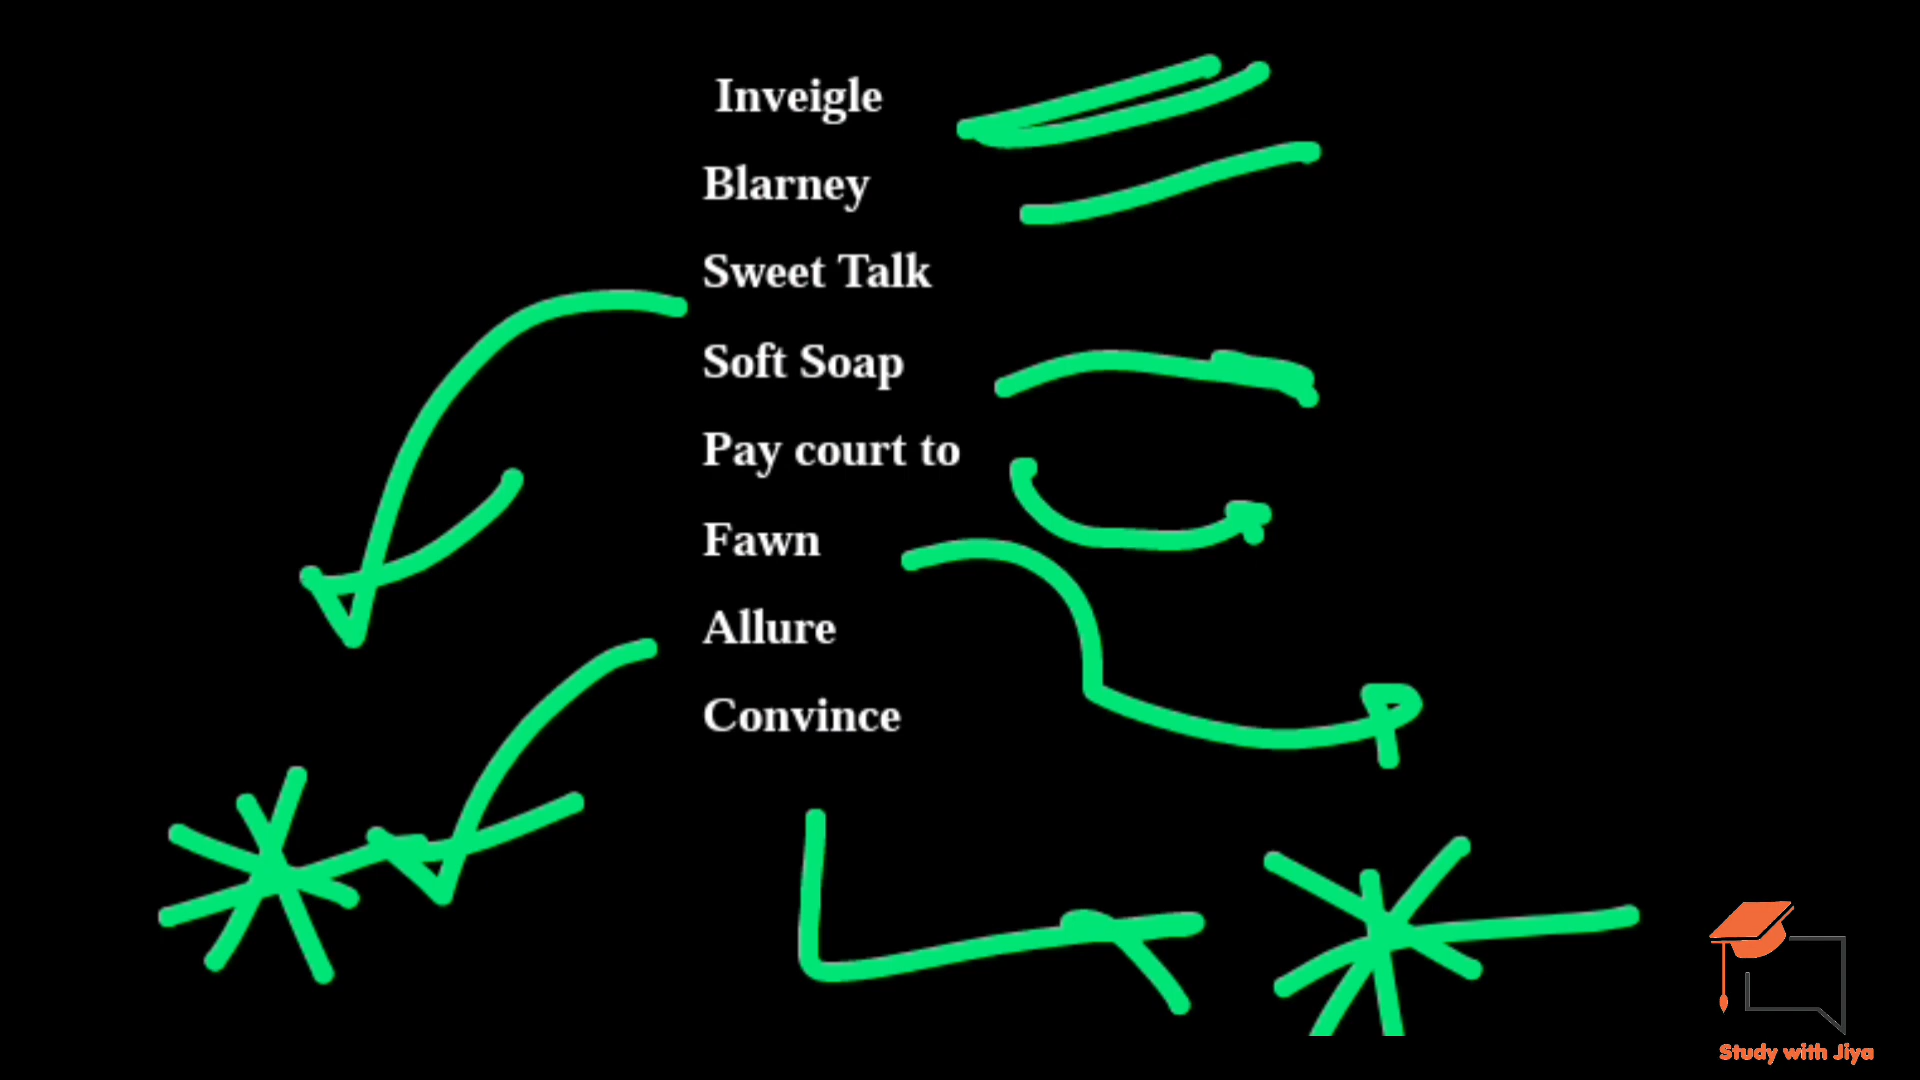 Inveigle
Blarney
Sweet Talk
Soft Soap
Pay court to
Fawn
Allure
Convince
Study with Jiya